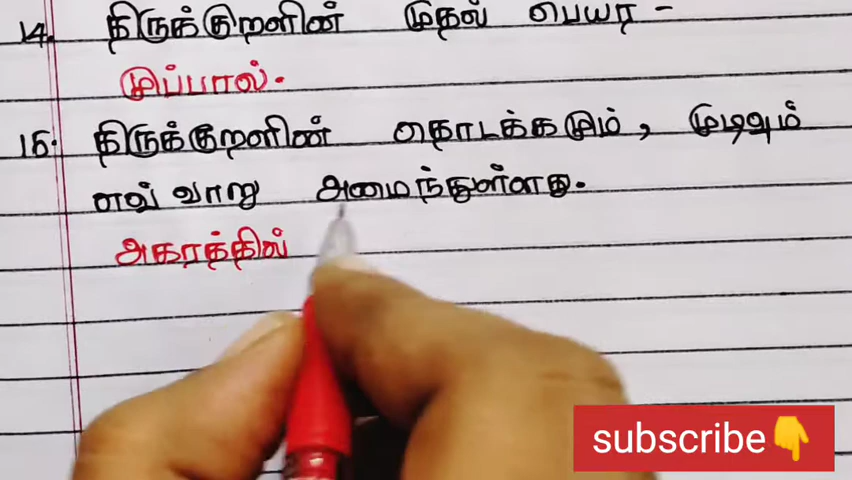 14. திருக்குறளின் முதல் பெயர் -
முப்பால்.
15. திருக்குறளின் தொடக்கமும், முடிவும்
எவ் வாறு அமைந்துள்ளது.
அகரத்தில்
subscribe👇